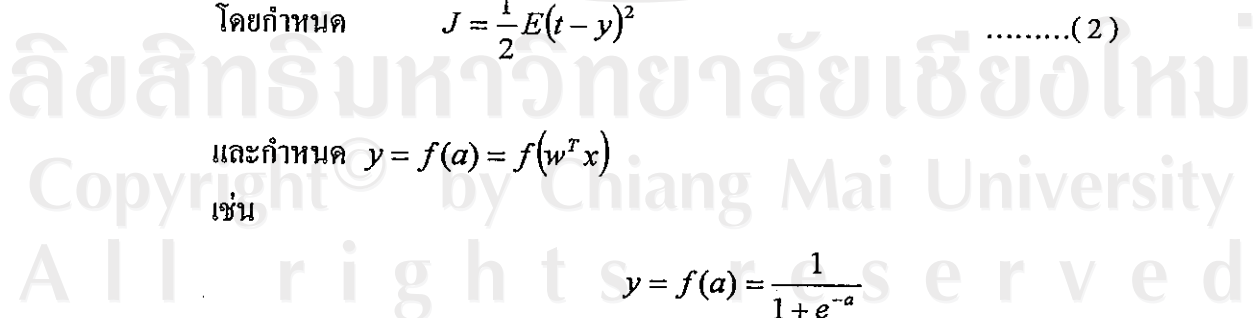 โดยกำหนด J = \frac{1}{2} E(t - y)^2 .........(2)
ลิขสิทธิ์มหาวิทยาลัยเชียงใหม่
และกำหนด y = f(a) = f(w^T x)
Copyright© by Chiang Mai University
เช่น
All rights reserved
y = f(a) = \frac{1}{1 + e^{-a}}